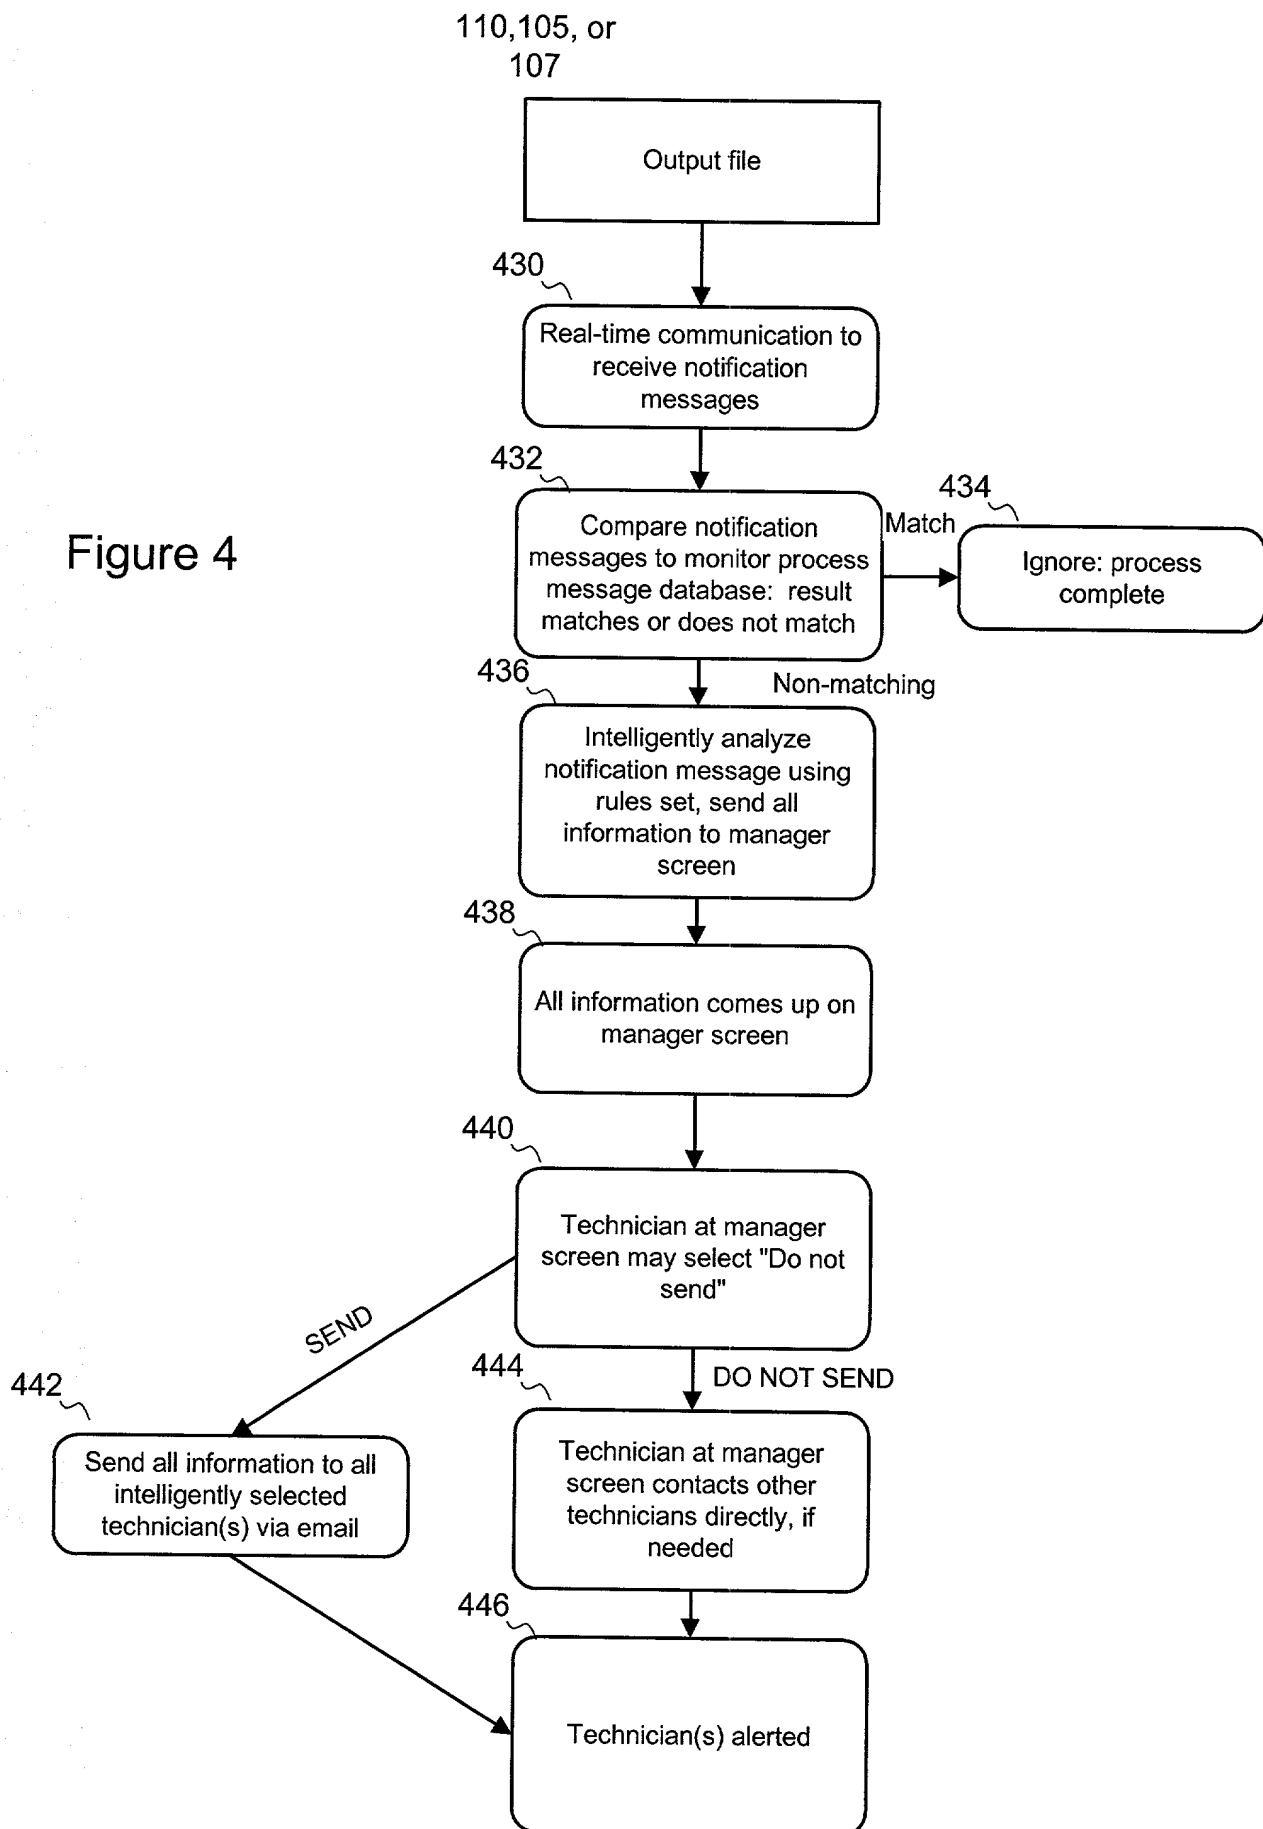 110,105, or
107
Output file
430
Real-time communication to
receive notification
messages
432
Compare notification
messages to monitor process
message database: result
matches or does not match
Match
434
Ignore: process
complete
Figure 4
436
Non-matching
Intelligently analyze
notification message using
rules set, send all
information to manager
screen
438
All information comes up on
manager screen
440
Technician at manager
screen may select "Do not
send"
SEND
444
DO NOT SEND
442
Send all information to all
intelligently selected
technician(s) via email
Technician at manager
screen contacts other
technicians directly, if
needed
446
Technician(s) alerted